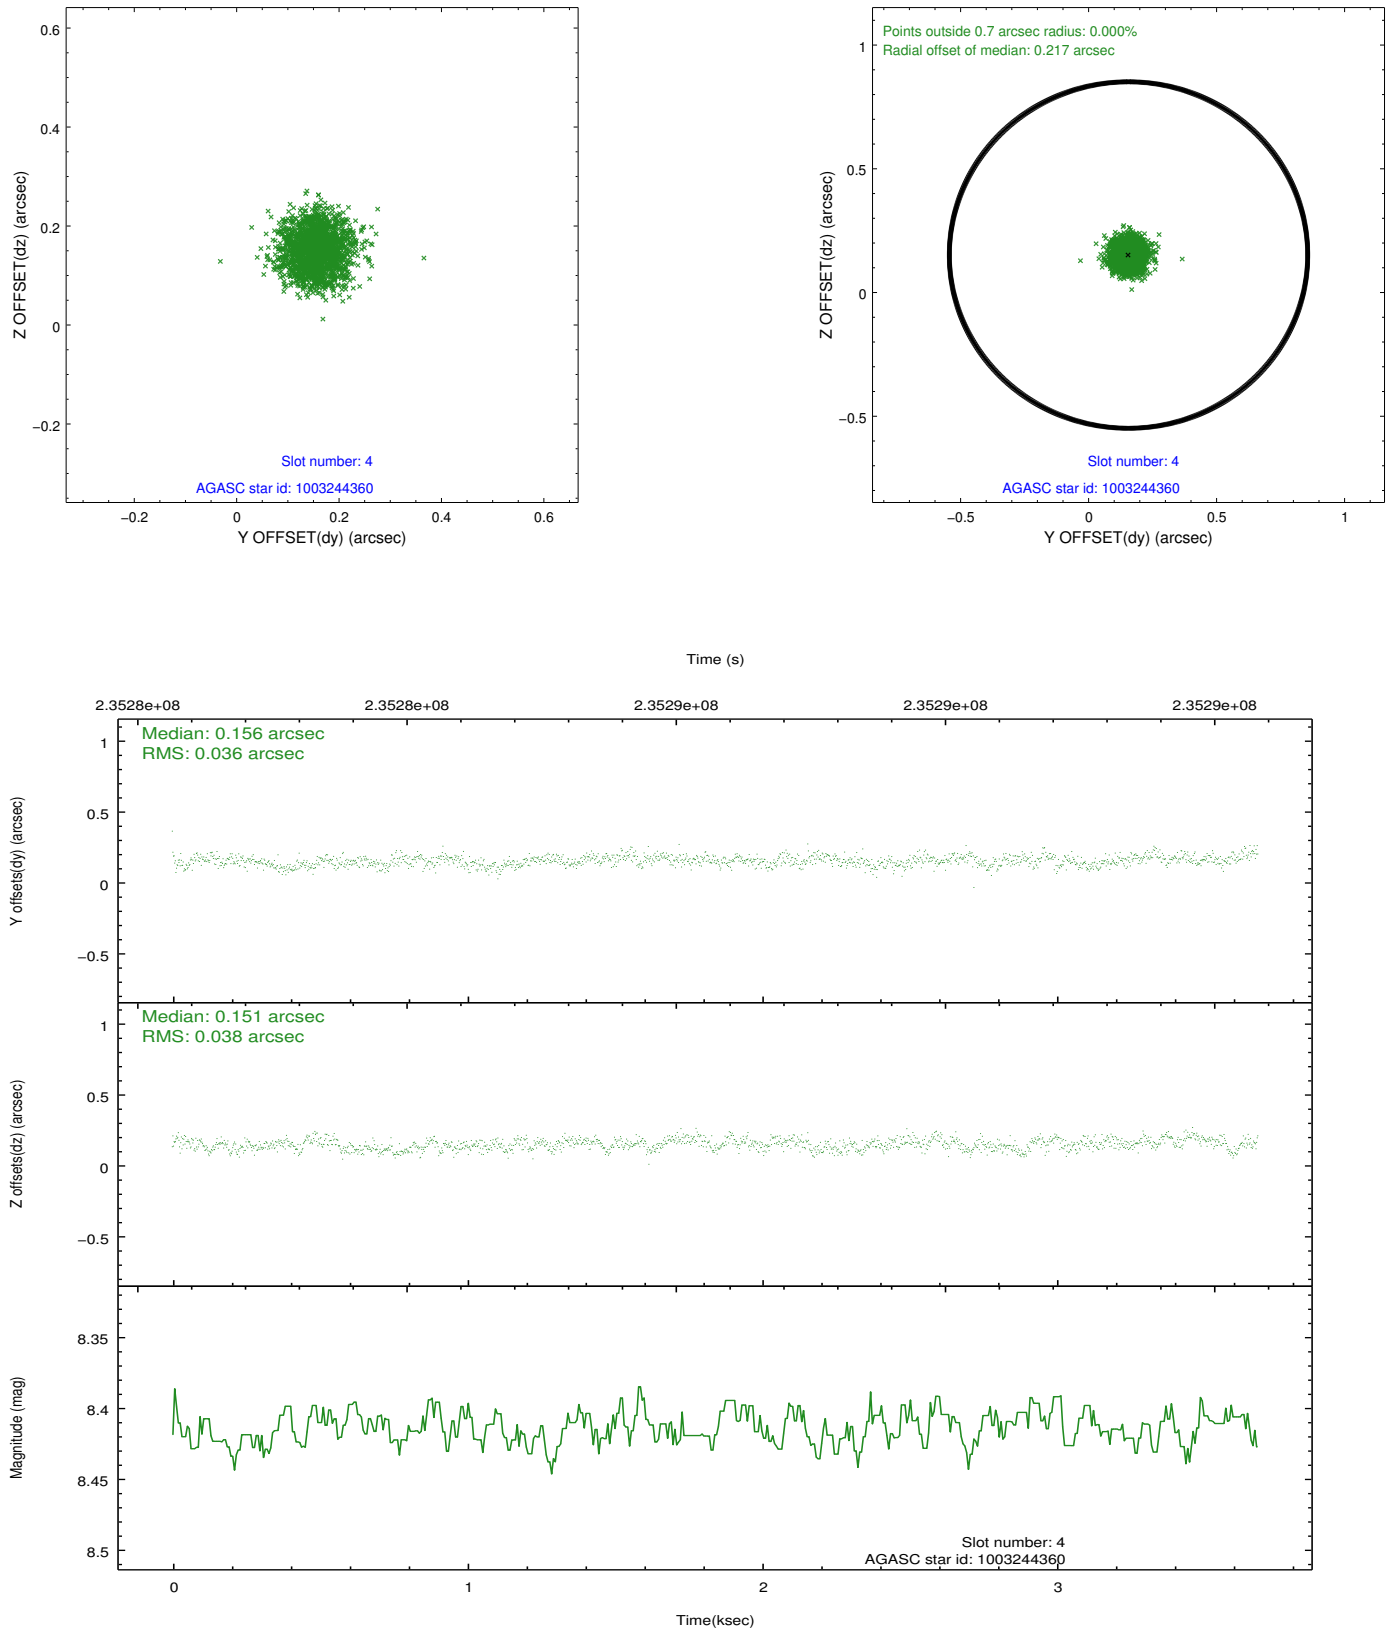 0.6
0.4
0.2
0
−0.2
Z OFFSET(dz) (arcsec)
Slot number: 4
AGASC star id: 1003244360
−0.2 0 0.2 0.4 0.6
Y OFFSET(dy) (arcsec)
Points outside 0.7 arcsec radius: 0.000%
Radial offset of median: 0.217 arcsec
1
0.5
0
−0.5
Z OFFSET(dz) (arcsec)
Slot number: 4
AGASC star id: 1003244360
−0.5 0 0.5 1
Y OFFSET(dy) (arcsec)
Time (s)
2.3528e+08 2.3528e+08 2.3529e+08 2.3529e+08 2.3529e+08
Median: 0.156 arcsec
RMS: 0.036 arcsec
1
0.5
0
−0.5
Y offsets(dy) (arcsec)
Median: 0.151 arcsec
RMS: 0.038 arcsec
1
0.5
0
−0.5
Z offsets(dz) (arcsec)
8.35
8.4
8.45
8.5
Magnitude (mag)
Slot number: 4
AGASC star id: 1003244360
0 1 2 3
Time(ksec)